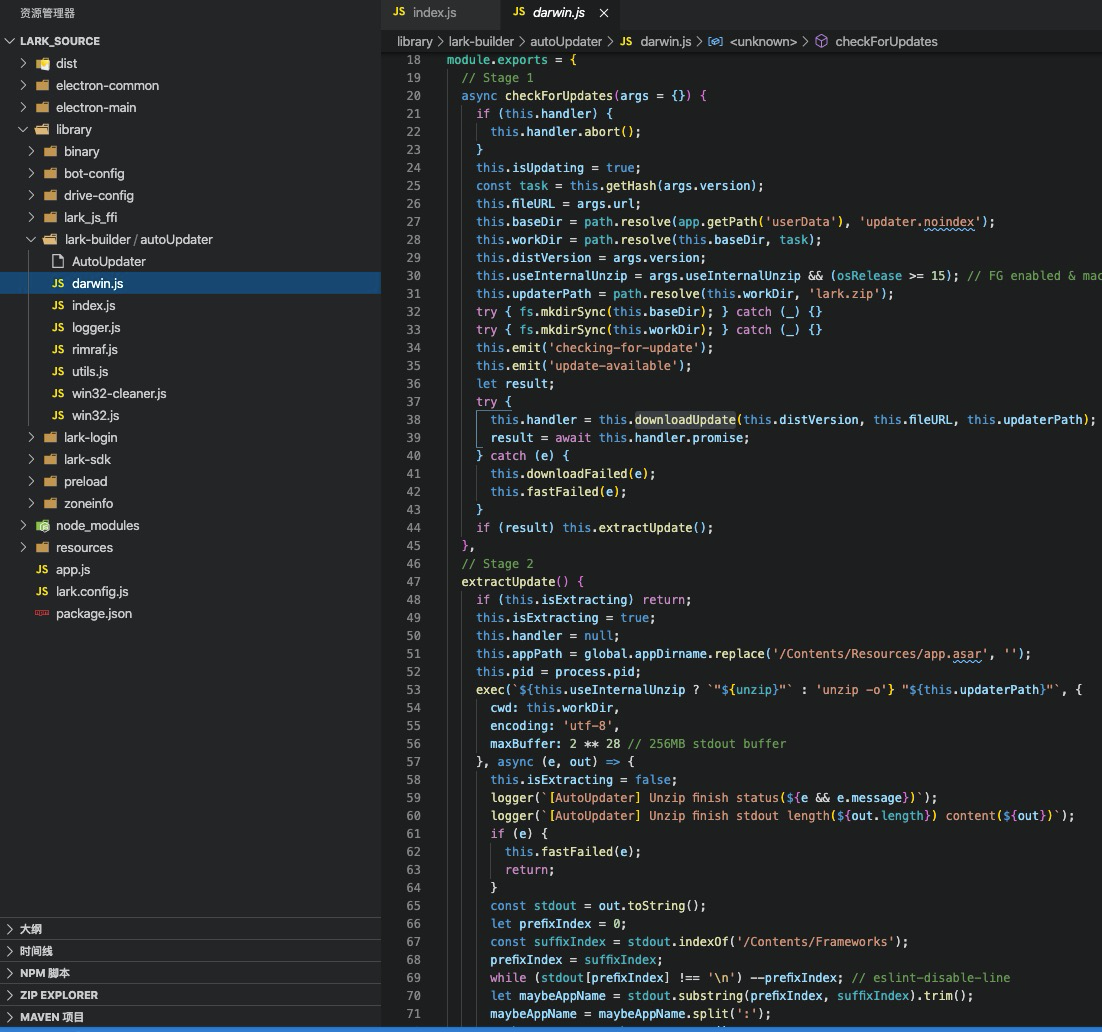 资源管理器
LARK_SOURCE
dist
electron-common
electron-main
library
binary
bot-config
drive-config
lark_js_ffi
lark-builder / autoUpdater
AutoUpdater
JS darwin.js
JS index.js
JS logger.js
JS rimraf.js
JS utils.js
JS win32-cleaner.js
JS win32.js
lark-login
lark-sdk
preload
zoneinfo
node_modules
resources
JS app.js
JS lark.config.js
package.json
大纲
时间线
NPM 脚本
ZIP EXPLORER
MAVEN 项目
JS index.js
JS darwin.js
library > lark-builder > autoUpdater > JS darwin.js > <unknown> > checkForUpdates
18 module.exports = {
19 // Stage 1
20 async checkForUpdates(args = {}) {
21 if (this.handler) {
22 this.handler.abort();
23 }
24 this.isUpdating = true;
25 const task = this.getHash(args.version);
26 this.fileURL = args.url;
27 this.baseDir = path.resolve(app.getPath('userData'), 'updater.noindex');
28 this.workDir = path.resolve(this.baseDir, task);
29 this.distVersion = args.version;
30 this.useInternalUnzip = args.useInternalUnzip && (osRelease >= 15); // FG enabled & mac
31 this.updaterPath = path.resolve(this.workDir, 'lark.zip');
32 try { fs.mkdirSync(this.baseDir); } catch (_) {}
33 try { fs.mkdirSync(this.workDir); } catch (_) {}
34 this.emit('checking-for-update');
35 this.emit('update-available');
36 let result;
37 try {
38 this.handler = this.downloadUpdate(this.distVersion, this.fileURL, this.updaterPath);
39 result = await this.handler.promise;
40 } catch (e) {
41 this.downloadFailed(e);
42 this.fastFailed(e);
43 }
44 if (result) this.extractUpdate();
45 },
46 // Stage 2
47 extractUpdate() {
48 if (this.isExtracting) return;
49 this.isExtracting = true;
50 this.handler = null;
51 this.appPath = global.appDirname.replace('/Contents/Resources/app.asar', '');
52 this.pid = process.pid;
53 exec(`${this.useInternalUnzip ? `"${unzip}"` : 'unzip -o'} "${this.updaterPath}"`, {
54 cwd: this.workDir,
55 encoding: 'utf-8',
56 maxBuffer: 2 ** 28 // 256MB stdout buffer
57 }, async (e, out) => {
58 this.isExtracting = false;
59 logger(`[AutoUpdater] Unzip finish status(${e && e.message})`);
60 logger(`[AutoUpdater] Unzip finish stdout length(${out.length}) content(${out})`);
61 if (e) {
62 this.fastFailed(e);
63 return;
64 }
65 const stdout = out.toString();
66 let prefixIndex = 0;
67 const suffixIndex = stdout.indexOf('/Contents/Frameworks');
68 prefixIndex = suffixIndex;
69 while (stdout[prefixIndex] !== '\n') --prefixIndex; // eslint-disable-line
70 let maybeAppName = stdout.substring(prefixIndex, suffixIndex).trim();
71 maybeAppName = maybeAppName.split(':');